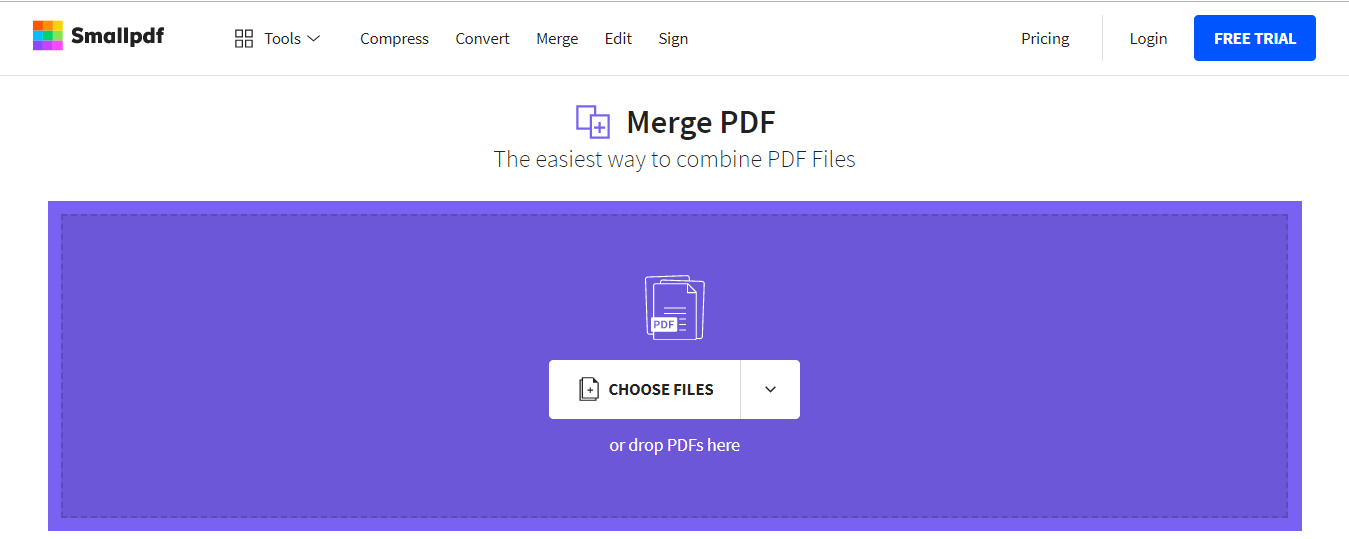 Smallpdf Tools Compress Convert Merge Edit Sign Pricing Login FREE TRIAL
Merge PDF
The easiest way to combine PDF Files
PDF
CHOOSE FILES
or drop PDFs here